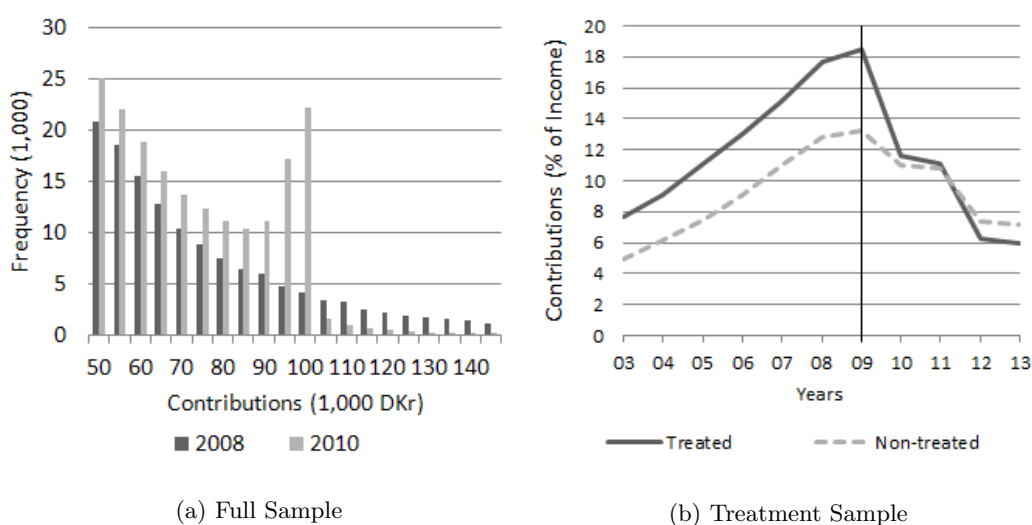 30
25
20
15
10
5
0
Frequency (1,000)
50 60 70 80 90 100 110 120 130 140
Contributions (1,000 DKr)
2008 2010
(a) Full Sample
20
18
16
14
12
10
8
6
4
2
0
Contributions (% of Income)
03 04 05 06 07 08 09 10 11 12 13
Years
Treated Non-treated
(b) Treatment Sample